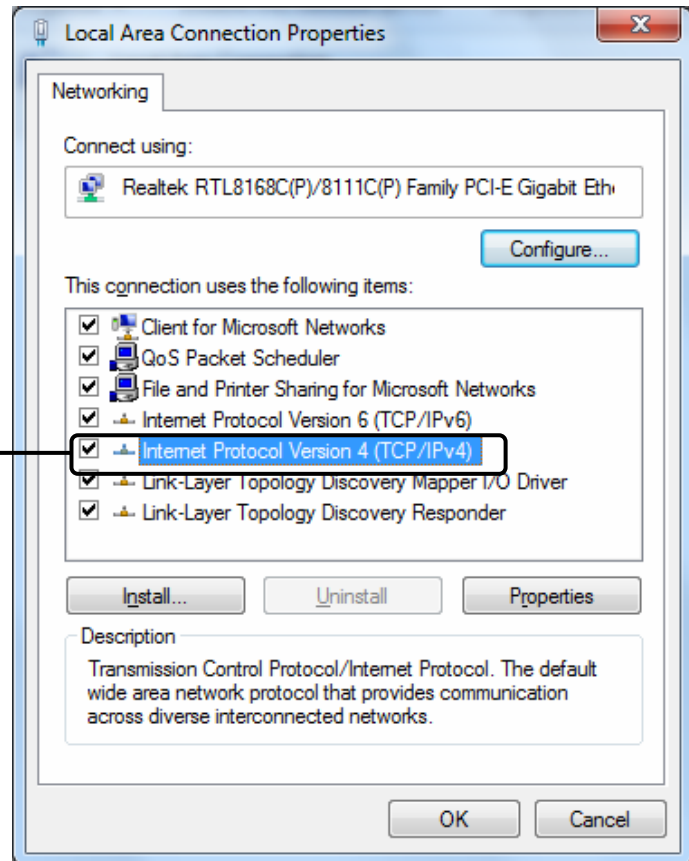 Local Area Connection Properties
Networking
Connect using:
Realtek RTL8168C(P)/8111C(P) Family PCI-E Gigabit Eth
Configure...
This connection uses the following items:
Client for Microsoft Networks
QoS Packet Scheduler
File and Printer Sharing for Microsoft Networks
Internet Protocol Version 6 (TCP/IPv6)
Internet Protocol Version 4 (TCP/IPv4)
Link-Layer Topology Discovery Mapper I/O Driver
Link-Layer Topology Discovery Responder
Install...
Uninstall
Properties
Description
Transmission Control Protocol/Internet Protocol. The default
wide area network protocol that provides communication
across diverse interconnected networks.
OK
Cancel